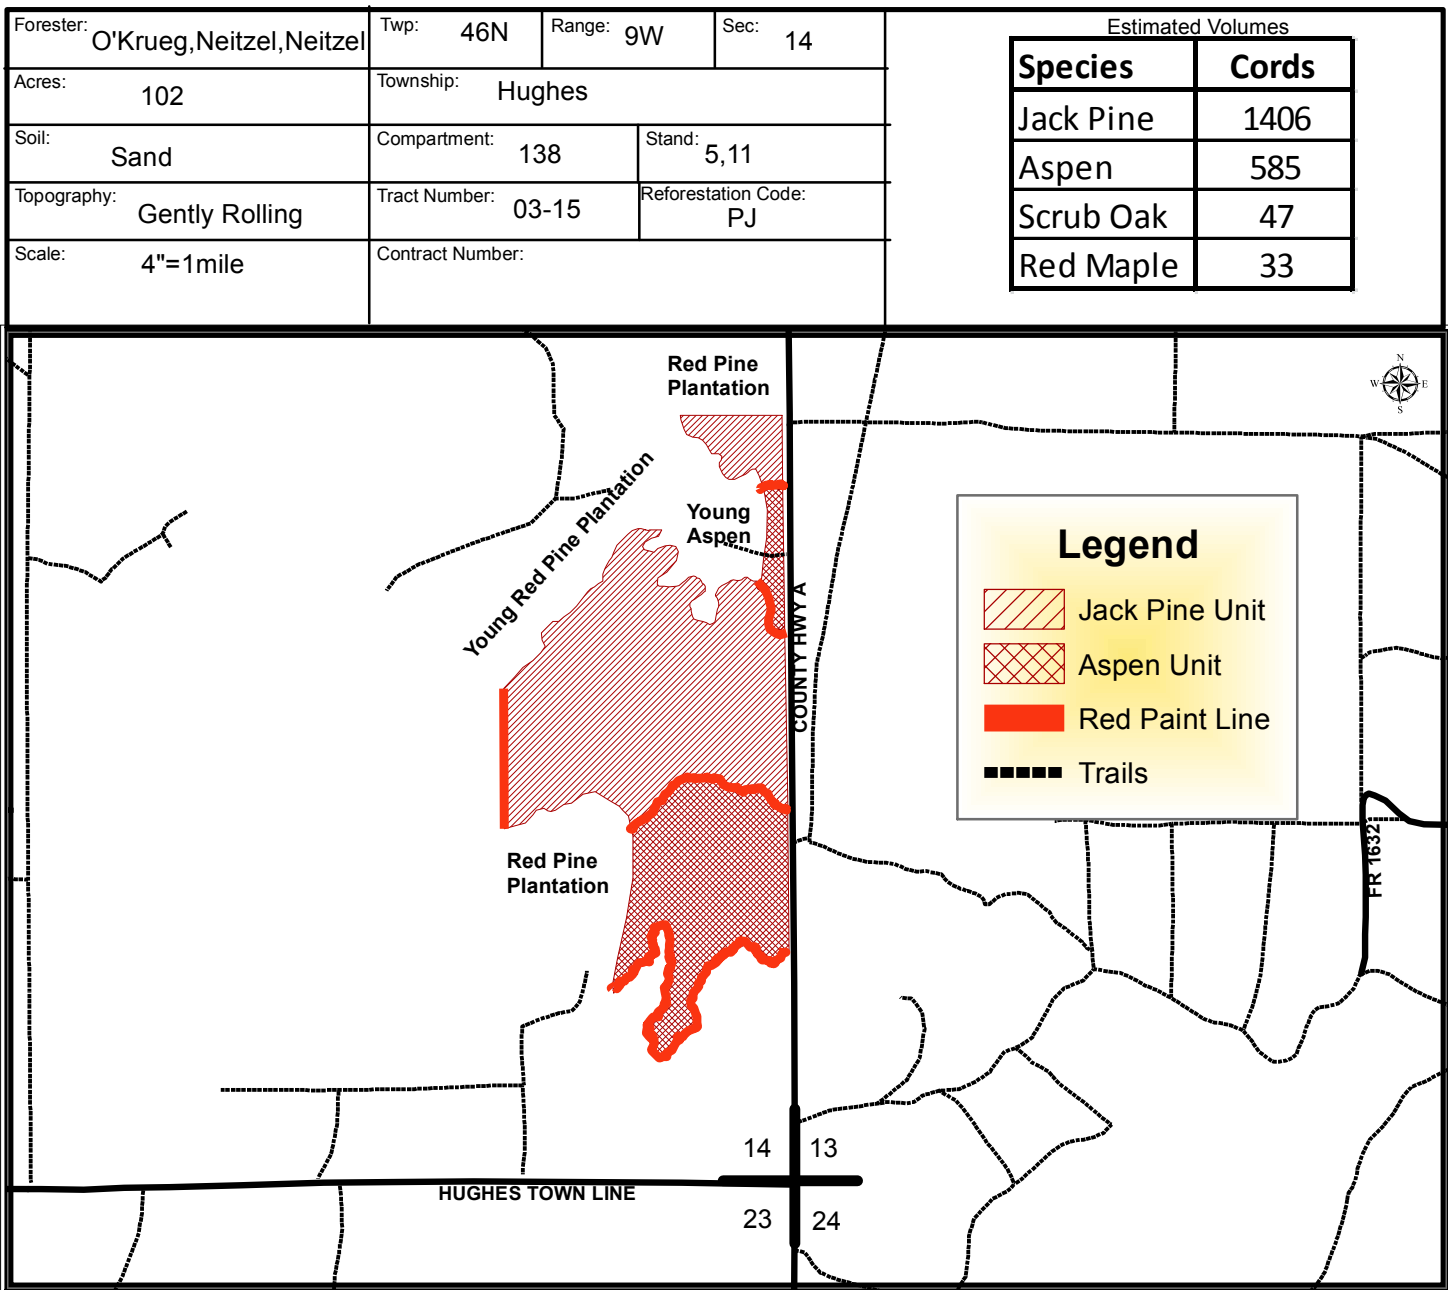 Forester: O'Krueg,Neitzel,Neitzel
Twp: 46N
Range: 9W
Sec: 14
Acres: 102
Township: Hughes
Soil: Sand
Compartment: 138
Stand: 5,11
Topography: Gently Rolling
Tract Number: 03-15
Reforestation Code: PJ
Scale: 4"=1mile
Contract Number:
Estimated Volumes
Species Cords
Jack Pine 1406
Aspen 585
Scrub Oak 47
Red Maple 33
Red Pine
Plantation
N
W E
S
Young Red Pine Plantation
Young
Aspen
COUNTY HWY A
Legend
Jack Pine Unit
Aspen Unit
Red Paint Line
Trails
Red Pine
Plantation
FR 1632
14 13
HUGHES TOWN LINE
23 24